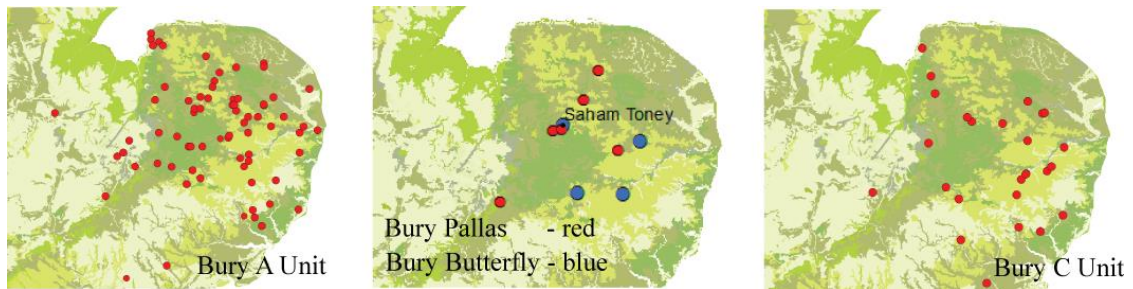 Saham Toney
Bury A Unit
Bury Pallas - red
Bury Butterfly - blue
Bury C Unit